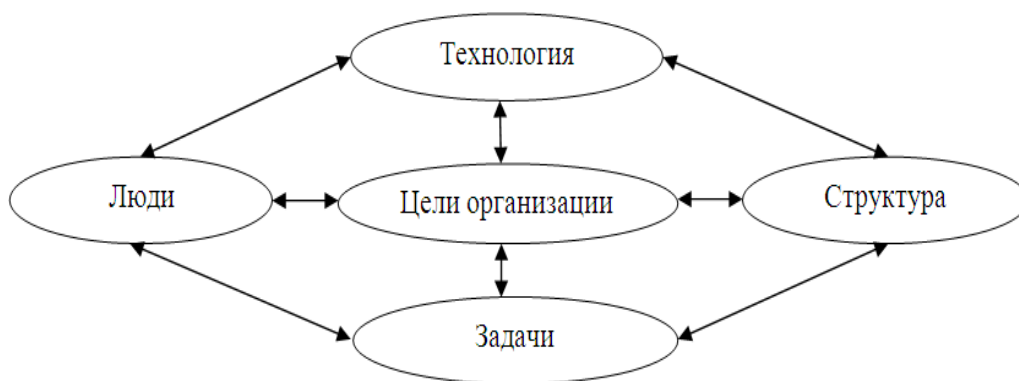 Технология
Люди
Цели организации
Структура
Задачи